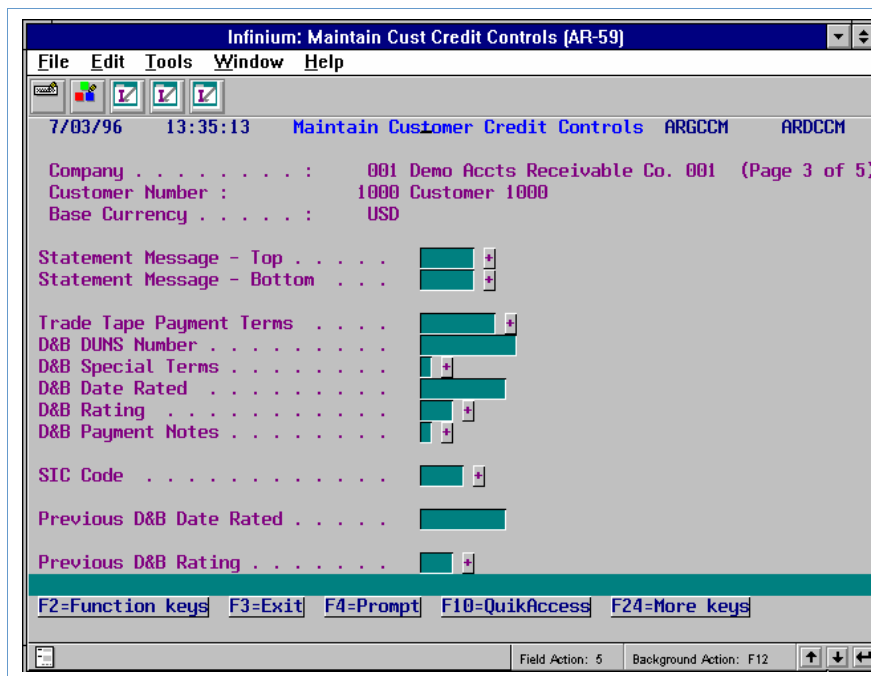 Infinium: Maintain Cust Credit Controls (AR-59)
File Edit Tools Window Help
7/03/96 13:35:13 Maintain Customer Credit Controls ARGCCM ARDCCM
Company . . . . . . . . : 001 Demo Accts Receivable Co. 001 (Page 3 of 5)
Customer Number : 1000 Customer 1000
Base Currency . . . . . : USD
Statement Message - Top . . . . . +
Statement Message - Bottom . . . +
Trade Tape Payment Terms . . . . +
D&B DUNS Number . . . . . . . . .
D&B Special Terms . . . . . . . . +
D&B Date Rated . . . . . . . . .
D&B Rating . . . . . . . . . . . +
D&B Payment Notes . . . . . . . . +
SIC Code . . . . . . . . . . . . +
Previous D&B Date Rated . . . . .
Previous D&B Rating . . . . . . . +
F2=Function keys F3=Exit F4=Prompt F10=QuikAccess F24=More keys
Field Action: 5 Background Action: F12